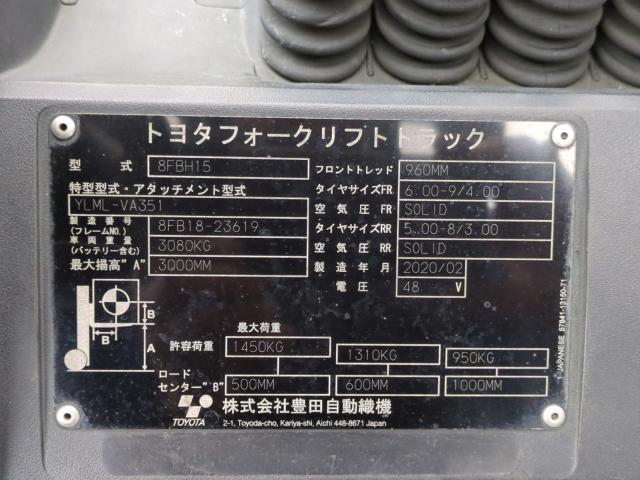 トヨタフォークリフトトラック
型式 8FBH15
特型型式・アタッチメント型式
YLML-VA351
製造番号(フレームNO.) 8FB18-23619
車両重量(バッテリー含む) 3080KG
最大揚高"A" 3000MM
フロントトレッド 960MM
タイヤサイズFR 6.00-9/4.00
空気圧FR SOLID
タイヤサイズRR 5.00-8/3.00
空気圧RR SOLID
製造年月 2020/02
電圧 48 V
B
B
A
最大荷重
許容荷重 1450KG 1310KG 950KG
ロードセンター"B" 500MM 600MM 1000MM
TOYOTA
株式会社豊田自動織機
2-1, Toyoda-cho, Kariya-shi, Aichi 448-8671 Japan
1 JAPANESE 57841-13150-71